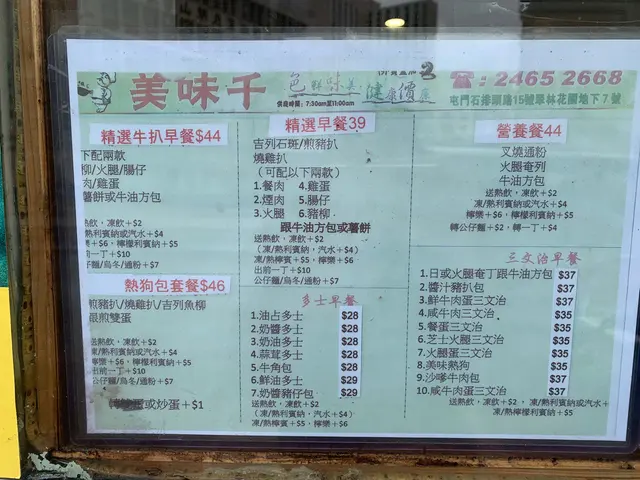 美味千
色鮮味美
健康價廉
供應時間：7:30am至11:00am
☎：2465 2668
屯門石排頭路15號翠林花園地下7號
精選牛扒早餐$44
下配兩款
柳/火腿/腸仔
肉/雞蛋
薯餅或牛油方包
熱飲，凍飲+$2
熱利賓納或汽水+$4
樂+$6，檸檬利賓納+$5
一丁+$10
仔麵/烏冬/通粉+$7
熱狗包套餐$46
煎豬扒/燒雞扒/吉列魚柳
煎雙蛋
送熱飲，凍飲+$2
凍/熱利賓納或汽水+$4
檸樂+$6，檸檬利賓納+$5
出前一丁+$10
公仔麵/烏冬/通粉+$7
或炒蛋+$1
精選早餐39
吉列石斑/煎豬扒
燒雞扒
(可配以下兩款)
1.餐肉 4.雞蛋
2.煙肉 5.腸仔
3.火腿 6.豬柳
跟牛油方包或薯餅
送熱飲，凍飲+$2
(凍/熱利賓納，汽水+$4)
凍/熱檸賓+$5，檸樂+$6
出前一丁+$10
公仔麵/烏冬/通粉+$7
多士早餐
1.油占多士 $28
2.奶醬多士 $28
3.奶油多士 $28
4.蒜茸多士 $28
5.牛角包 $28
6.鮮油多士 $29
7.奶醬豬仔包 $29
送熱飲，凍飲+$2
(凍/熱利賓納，汽水+$4)
凍/熱檸賓+$5，檸樂+$6
營養餐44
叉燒通粉
火腿奄列
牛油方包
送熱飲，凍飲+$2
凍/熱利賓納或汽水+$4
檸樂+$6，檸檬利賓納+$5
轉公仔麵+$2，轉一丁+$4
三文治早餐
1.日或火腿奄丁跟牛油方包 $37
2.醬汁豬扒包 $37
3.鮮牛肉蛋三文治 $37
4.咸牛肉三文治 $35
5.餐蛋三文治 $35
6.芝士火腿三文治 $35
7.火腿蛋三文治 $35
8.美味熱狗 $35
9.沙嗲牛肉包 $37
10.咸牛肉蛋三文治 $37
送熱飲，凍飲+$2，凍/熱利賓納或汽水+
凍/熱檸檬利賓納+$5